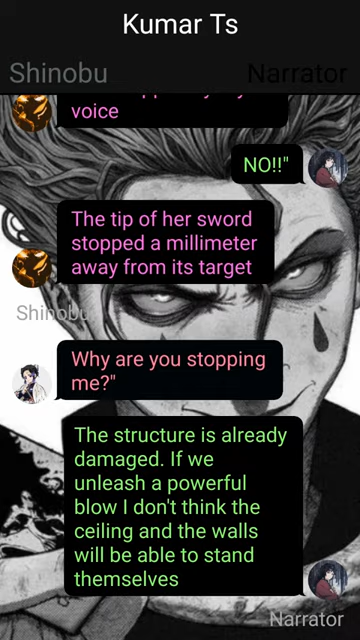 Kumar Ts
Shinobu
Narrator
voice
NO!!"
The tip of her sword
stopped a millimeter
away from its target
Shinobu
Why are you stopping
me?"
The structure is already
damaged. If we
unleash a powerful
blow I don't think the
ceiling and the walls
will be able to stand
themselves
Narrator